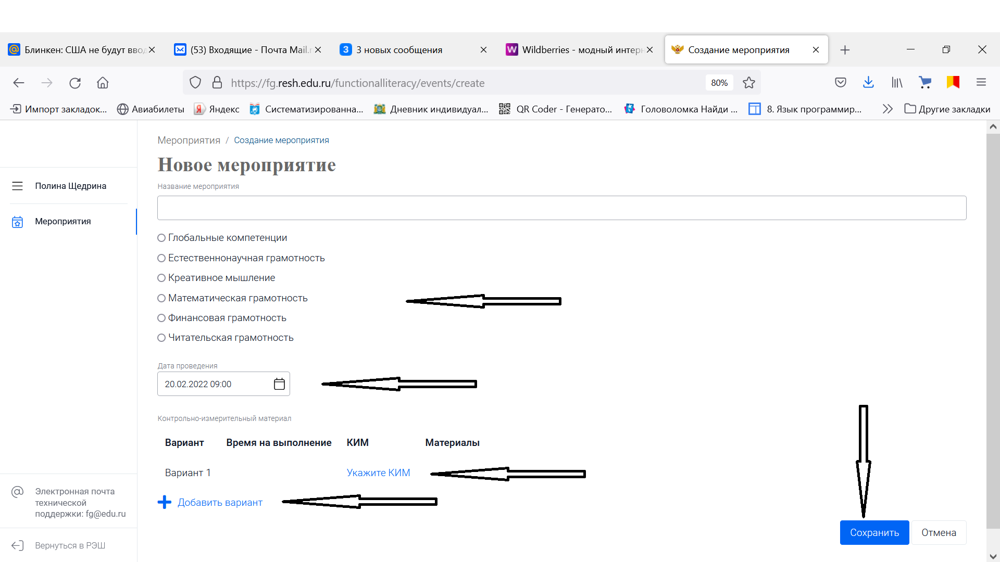 Блинкен: США не будут ввод
(53) Входящие - Почта Mail.r
3 новых сообщения
Wildberries - модный интерн
Создание мероприятия
https://fg.resh.edu.ru/functionalliteracy/events/create
80%
Импорт закладок...
Авиабилеты
Яндекс
Систематизированна...
Дневник индивидуал...
QR Coder - Генерато...
Головоломка Найди ...
8. Язык программир...
Другие закладки
Мероприятия / Создание мероприятия
Новое мероприятие
Название мероприятия
Полина Щедрина
Мероприятия
Глобальные компетенции
Естественнонаучная грамотность
Креативное мышление
Математическая грамотность
Финансовая грамотность
Читательская грамотность
Дата проведения
20.02.2022 09:00
Контрольно-измерительный материал
Вариант Время на выполнение КИМ Материалы
Вариант 1 Укажите КИМ
Добавить вариант
Электронная почта
технической
поддержки: fg@edu.ru
Сохранить
Отмена
Вернуться в РЭШ